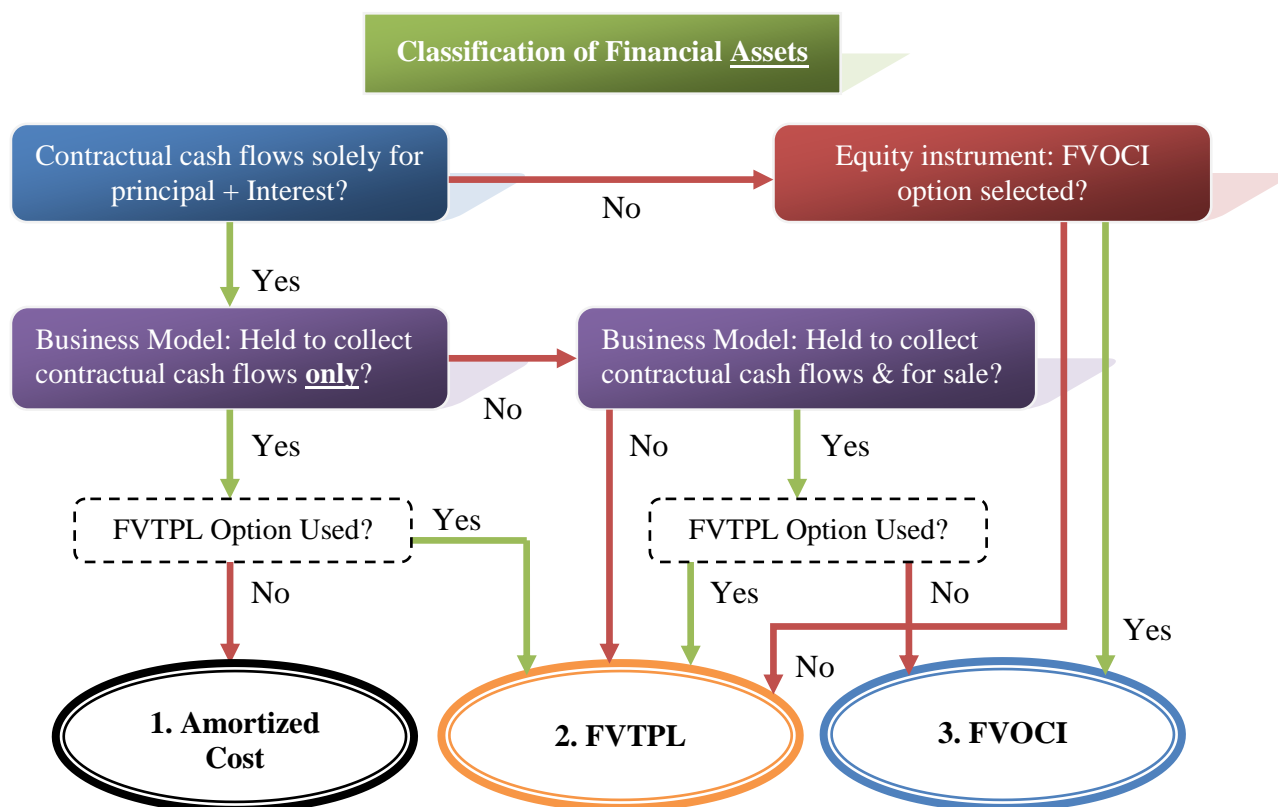 Classification of Financial Assets
Contractual cash flows solely for
principal + Interest?
No
Equity instrument: FVOCI
option selected?
Yes
Business Model: Held to collect
contractual cash flows only?
No
Business Model: Held to collect
contractual cash flows & for sale?
Yes
No
Yes
FVTPL Option Used?
Yes
FVTPL Option Used?
No
Yes
No
Yes
No
1. Amortized
Cost
2. FVTPL
3. FVOCI